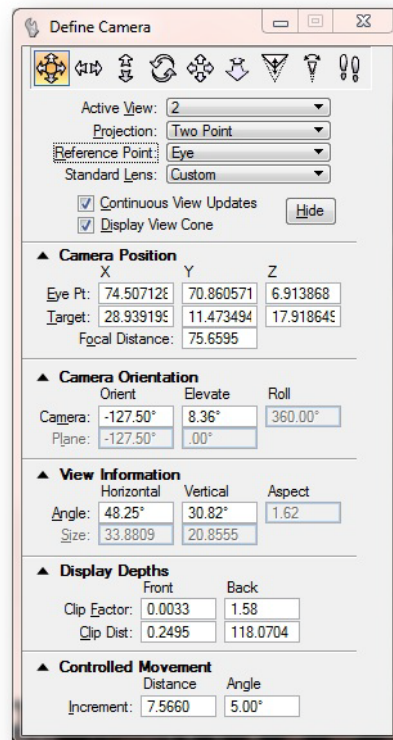 Define Camera
Active View: 2
Projection: Two Point
Reference Point: Eye
Standard Lens: Custom
Continuous View Updates
Hide
Display View Cone
Camera Position
X Y Z
Eye Pt: 74.507128 70.860571 6.913868
Target: 28.939195 11.473494 17.918649
Focal Distance: 75.6595
Camera Orientation
Orient Elevate Roll
Camera: -127.50° 8.36° 360.00°
Plane: -127.50° .00°
View Information
Horizontal Vertical Aspect
Angle: 48.25° 30.82° 1.62
Size: 33.8809 20.8555
Display Depths
Front Back
Clip Factor: 0.0033 1.58
Clip Dist: 0.2495 118.0704
Controlled Movement
Distance Angle
Increment: 7.5660 5.00°